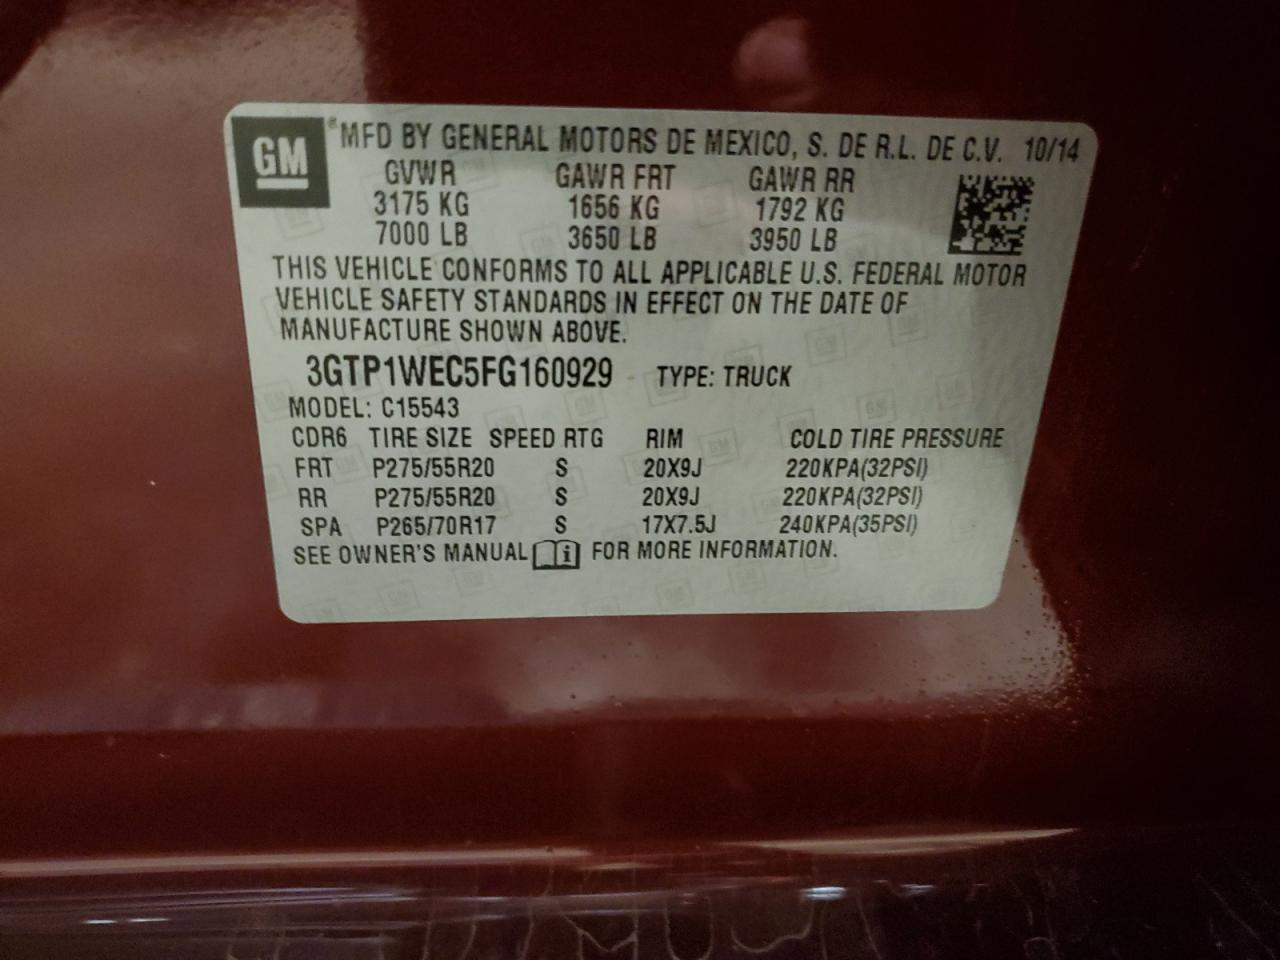 GM
®MFD BY GENERAL MOTORS DE MEXICO, S. DE R.L. DE C.V. 10/14
GVWR GAWR FRT GAWR RR
3175 KG 1656 KG 1792 KG
7000 LB 3650 LB 3950 LB
THIS VEHICLE CONFORMS TO ALL APPLICABLE U.S. FEDERAL MOTOR
VEHICLE SAFETY STANDARDS IN EFFECT ON THE DATE OF
MANUFACTURE SHOWN ABOVE.
3GTP1WEC5FG160929 TYPE: TRUCK
MODEL: C15543
CDR6 TIRE SIZE SPEED RTG RIM COLD TIRE PRESSURE
FRT P275/55R20 S 20X9J 220KPA(32PSI)
RR P275/55R20 S 20X9J 220KPA(32PSI)
SPA P265/70R17 S 17X7.5J 240KPA(35PSI)
SEE OWNER'S MANUAL i FOR MORE INFORMATION.